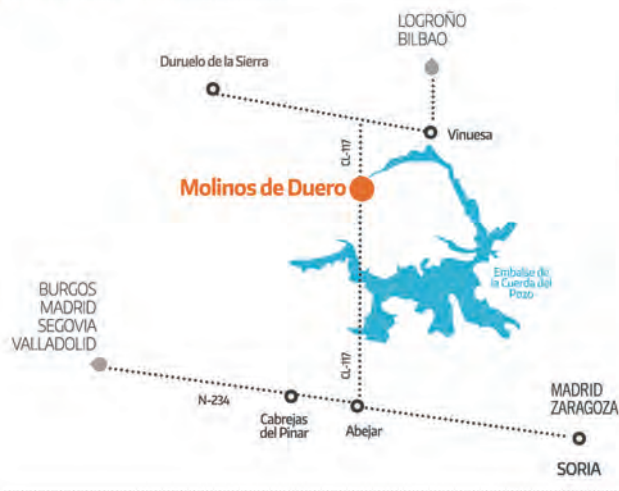 LOGROÑO
BILBAO
Duruelo de la Sierra
Vinuesa
CL-117
Molinos de Duero
Embalse de
la Cuerda del
Pozo
BURGOS
MADRID
SEGOVIA
VALLADOLID
CL-117
N-234
Cabrejas
del Pinar
Abejar
MADRID
ZARAGOZA
SORIA